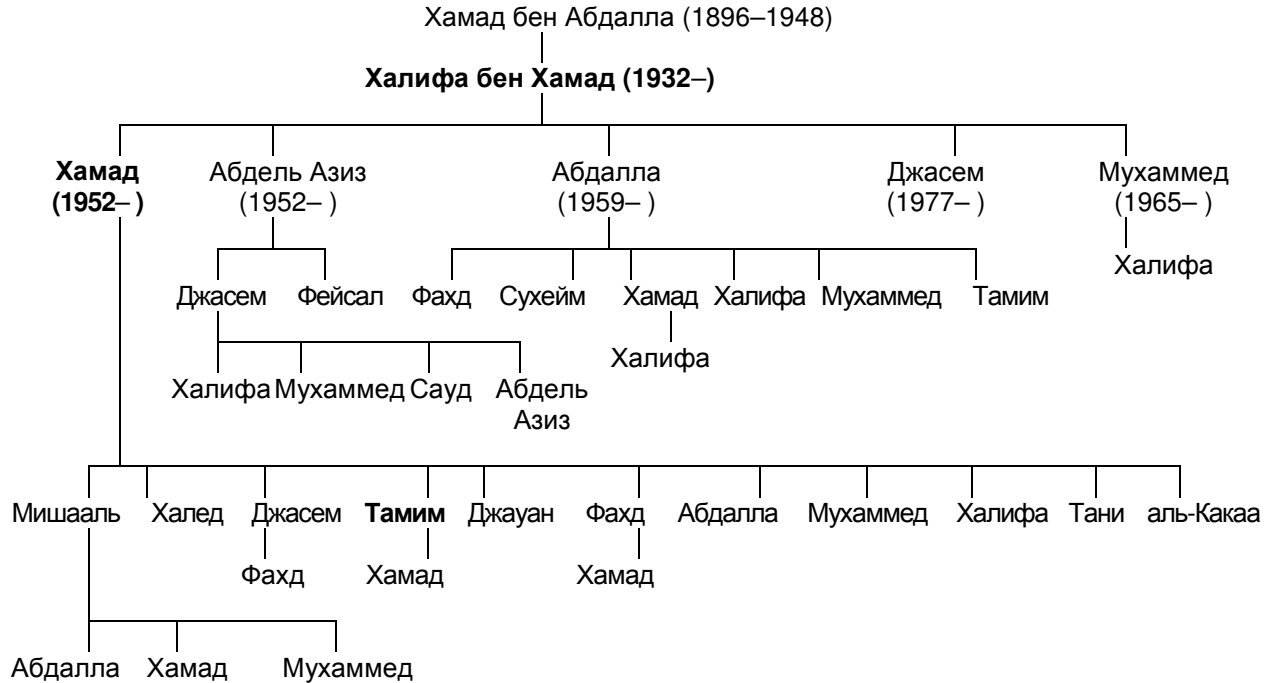 Хамад бен Абдалла (1896–1948)
Халифа бен Хамад (1932–)
Хамад Абдель Азиз Абдалла Джасем Мухаммед
(1952– ) (1952– ) (1959– ) (1977– ) (1965– )
Халифа
Джасем Фейсал Фахд Сухейм Хамад Халифа Мухаммед Тамим
Халифа
Халифа Мухаммед Сауд Абдель
Азиз
Мишааль Халед Джасем Тамим Джауан Фахд Абдалла Мухаммед Халифа Тани аль-Какаа
Фахд Хамад Хамад
Абдалла Хамад Мухаммед